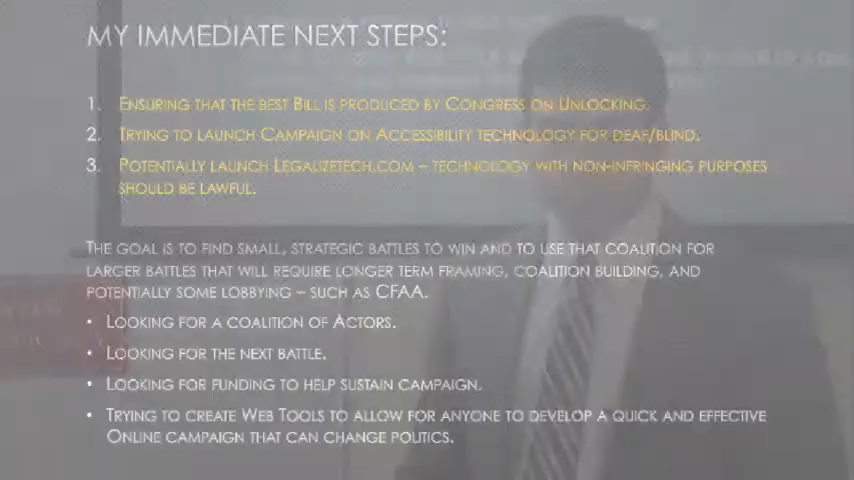 MY IMMEDIATE NEXT STEPS:
1. ENSURING THAT THE BEST BILL IS PRODUCED BY CONGRESS ON UNLOCKING.
2. TRYING TO LAUNCH CAMPAIGN ON ACCESSIBILITY TECHNOLOGY FOR DEAF/BLIND.
3. POTENTIALLY LAUNCH LEGALIZETECH.COM – TECHNOLOGY WITH NON-INFRINGING PURPOSES
SHOULD BE LAWFUL.
THE GOAL IS TO FIND SMALL, STRATEGIC BATTLES TO WIN AND TO USE THAT COALITION FOR
LARGER BATTLES THAT WILL REQUIRE LONGER TERM FRAMING, COALITION BUILDING, AND
POTENTIALLY SOME LOBBYING – SUCH AS CFAA.
• LOOKING FOR A COALITION OF ACTORS.
• LOOKING FOR THE NEXT BATTLE.
• LOOKING FOR FUNDING TO HELP SUSTAIN CAMPAIGN.
• TRYING TO CREATE WEB TOOLS TO ALLOW FOR ANYONE TO DEVELOP A QUICK AND EFFECTIVE
ONLINE CAMPAIGN THAT CAN CHANGE POLITICS.